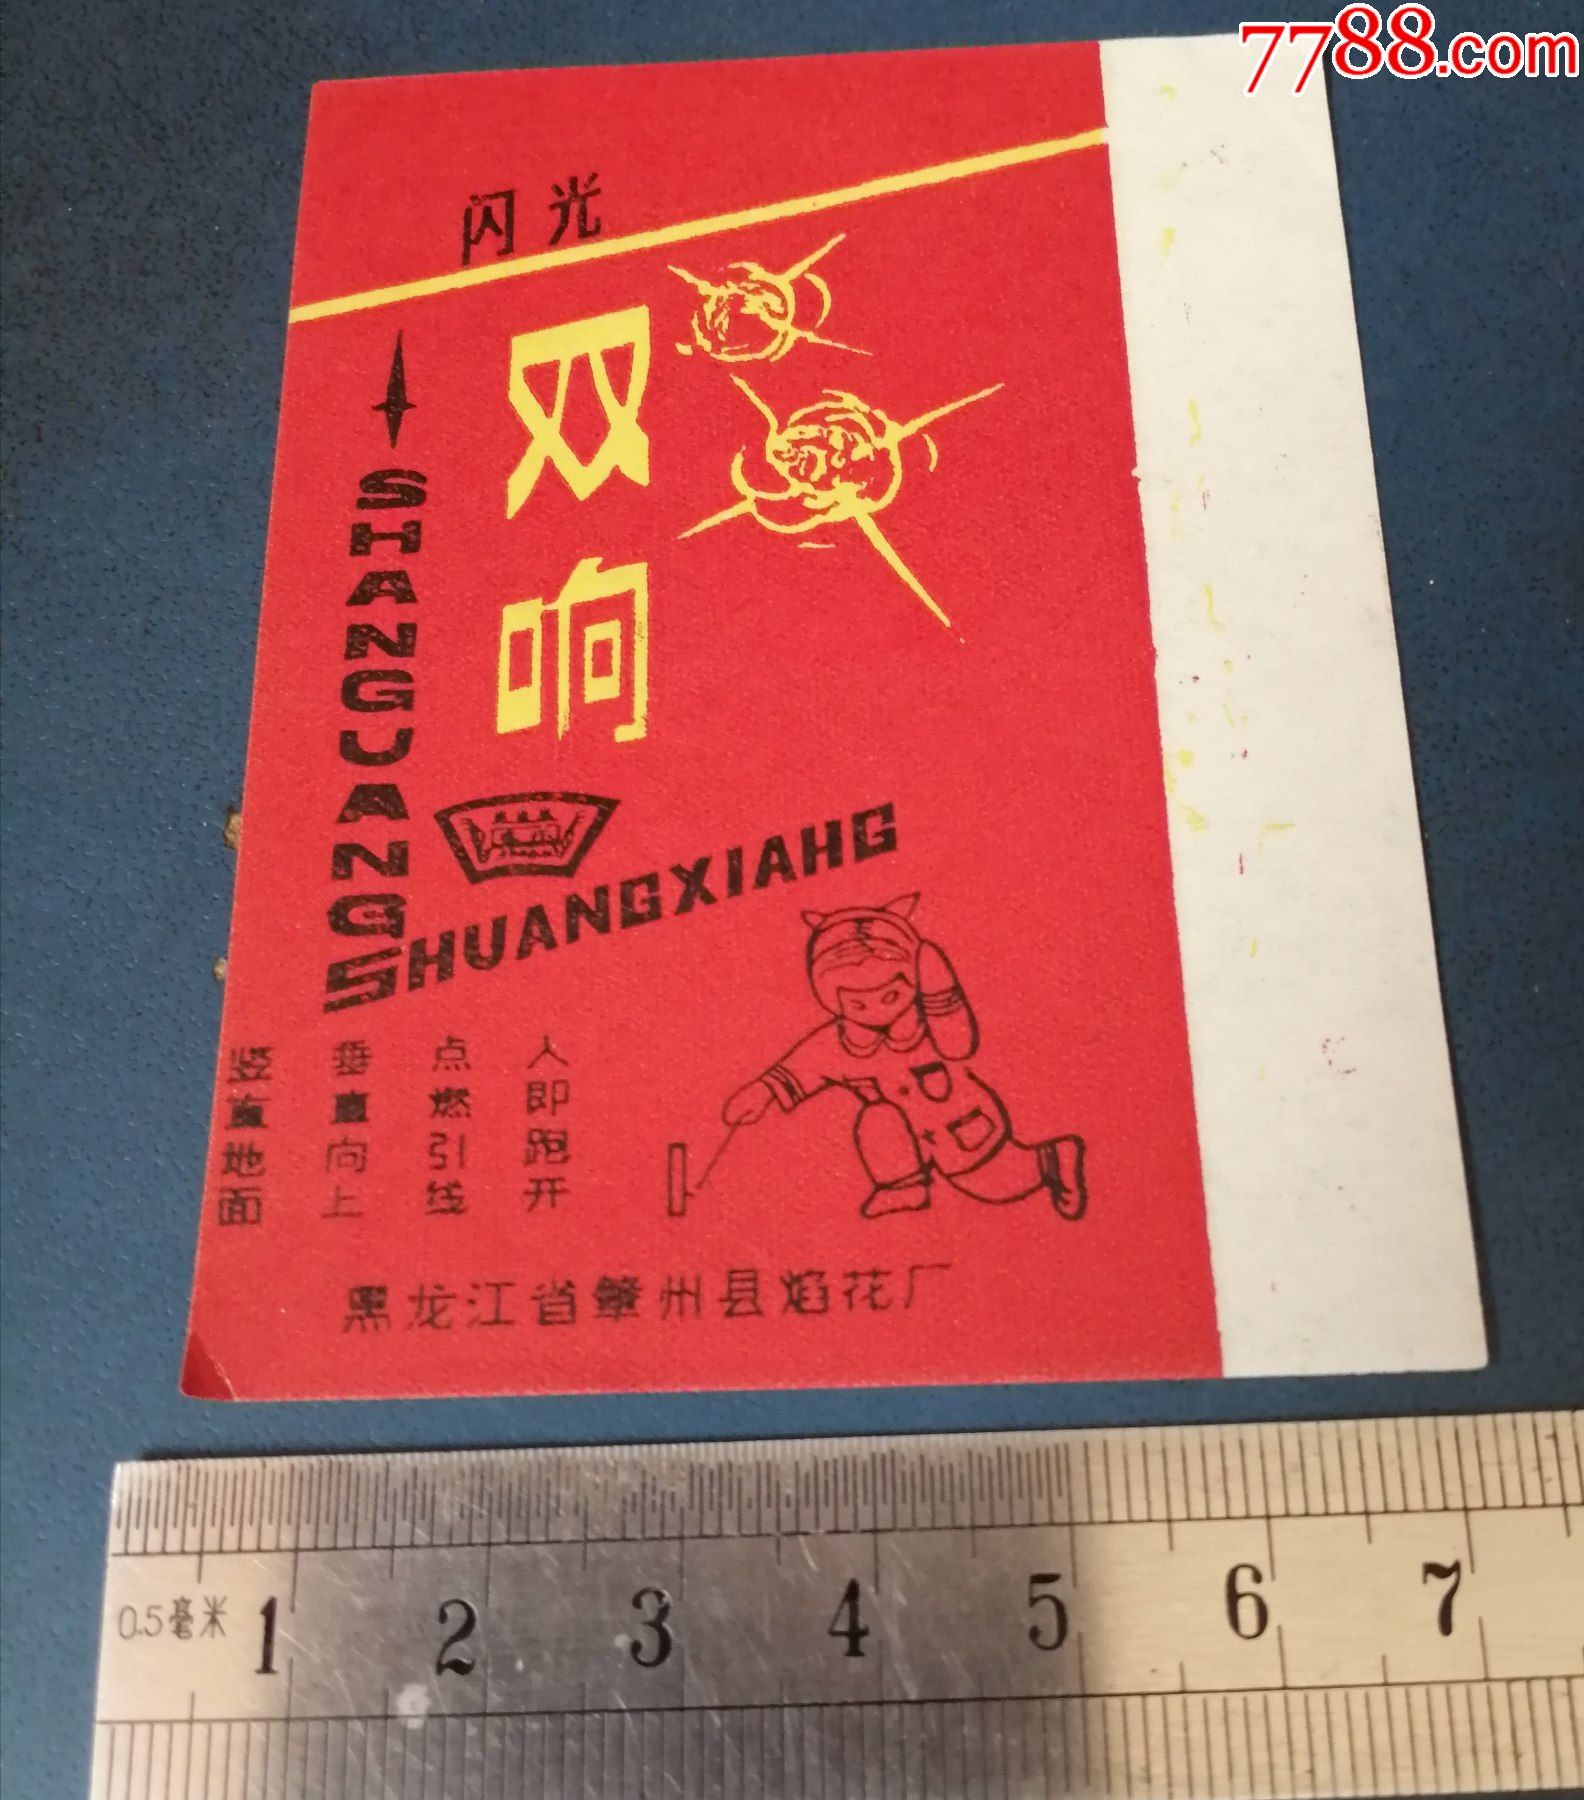 7788.com
闪光
双响
SHANGUANG
SHUANGXIAHG
竖直地面
垂直向上
点燃引线
人即跑开
黑龙江省肇州县焰花厂
0.5毫米
1 2 3 4 5 6 7